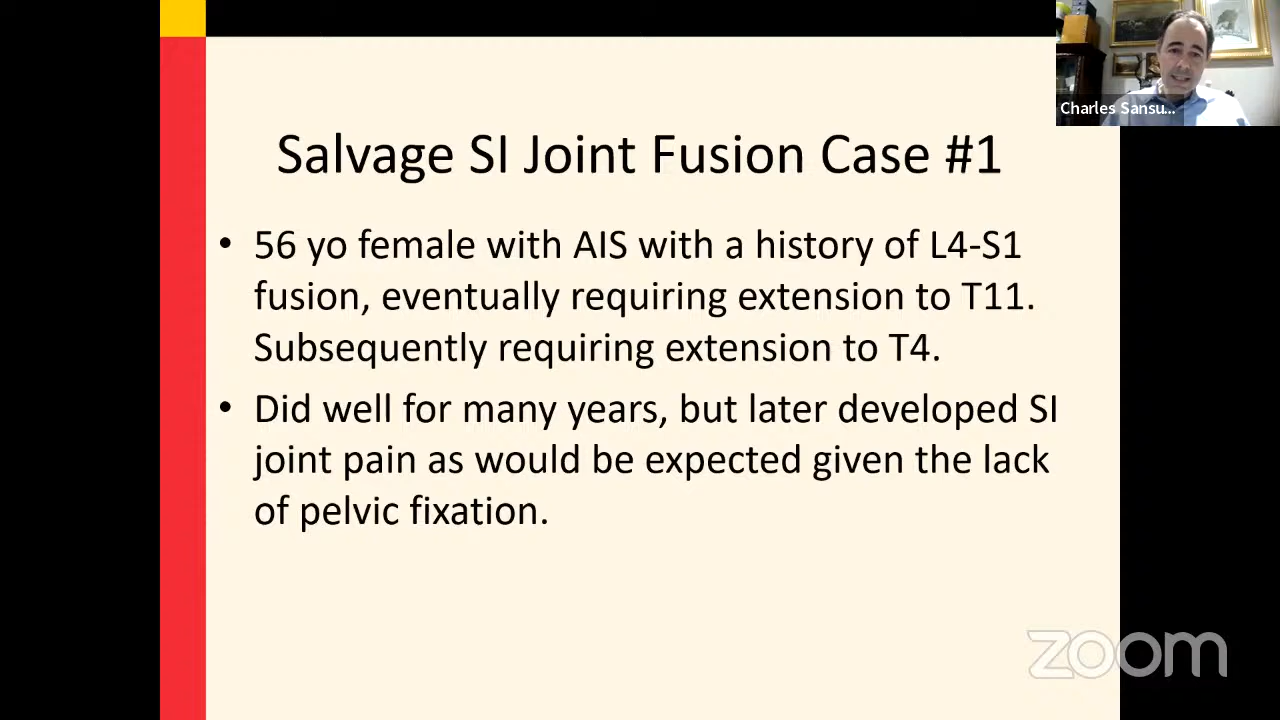 Charles Sansu...
Salvage SI Joint Fusion Case #1
• 56 yo female with AIS with a history of L4-S1
fusion, eventually requiring extension to T11.
Subsequently requiring extension to T4.
• Did well for many years, but later developed SI
joint pain as would be expected given the lack
of pelvic fixation.
zoom